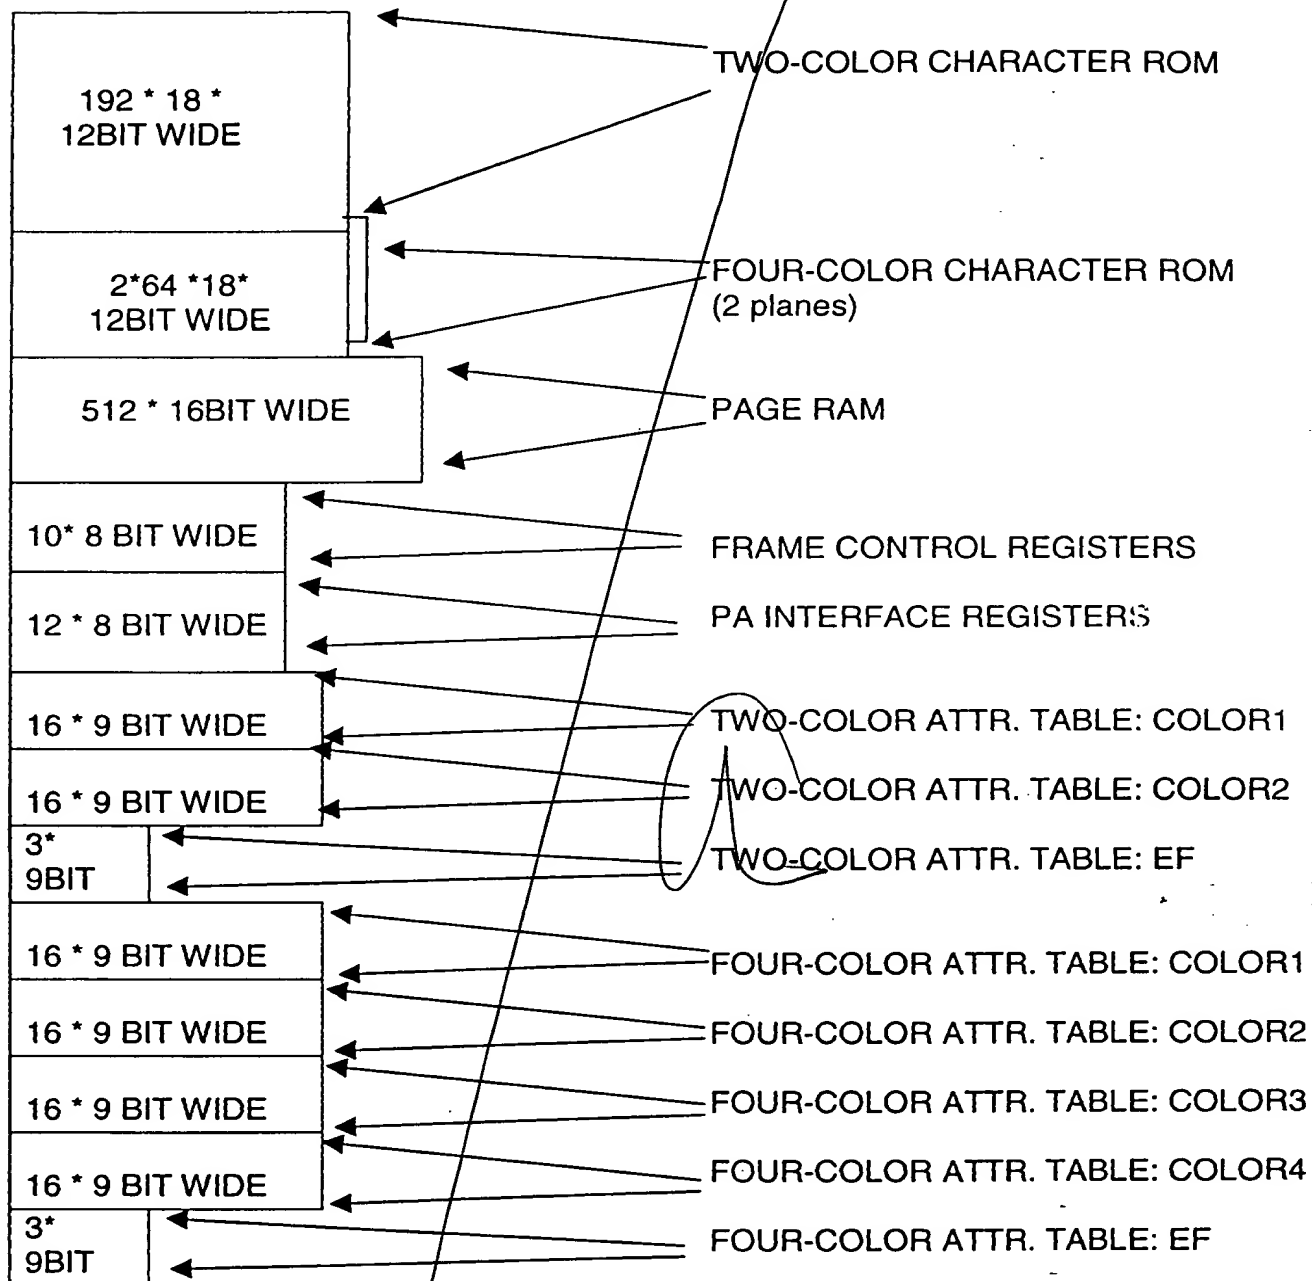 192 * 18 *
12BIT WIDE
TWO-COLOR CHARACTER ROM
2*64 *18*
12BIT WIDE
FOUR-COLOR CHARACTER ROM
(2 planes)
512 * 16BIT WIDE
PAGE RAM
10* 8 BIT WIDE
FRAME CONTROL REGISTERS
12 * 8 BIT WIDE
PA INTERFACE REGISTERS
16 * 9 BIT WIDE
TWO-COLOR ATTR. TABLE: COLOR1
16 * 9 BIT WIDE
TWO-COLOR ATTR. TABLE: COLOR2
3*
9BIT
TWO-COLOR ATTR. TABLE: EF
16 * 9 BIT WIDE
FOUR-COLOR ATTR. TABLE: COLOR1
16 * 9 BIT WIDE
FOUR-COLOR ATTR. TABLE: COLOR2
16 * 9 BIT WIDE
FOUR-COLOR ATTR. TABLE: COLOR3
16 * 9 BIT WIDE
FOUR-COLOR ATTR. TABLE: COLOR4
3*
9BIT
FOUR-COLOR ATTR. TABLE: EF